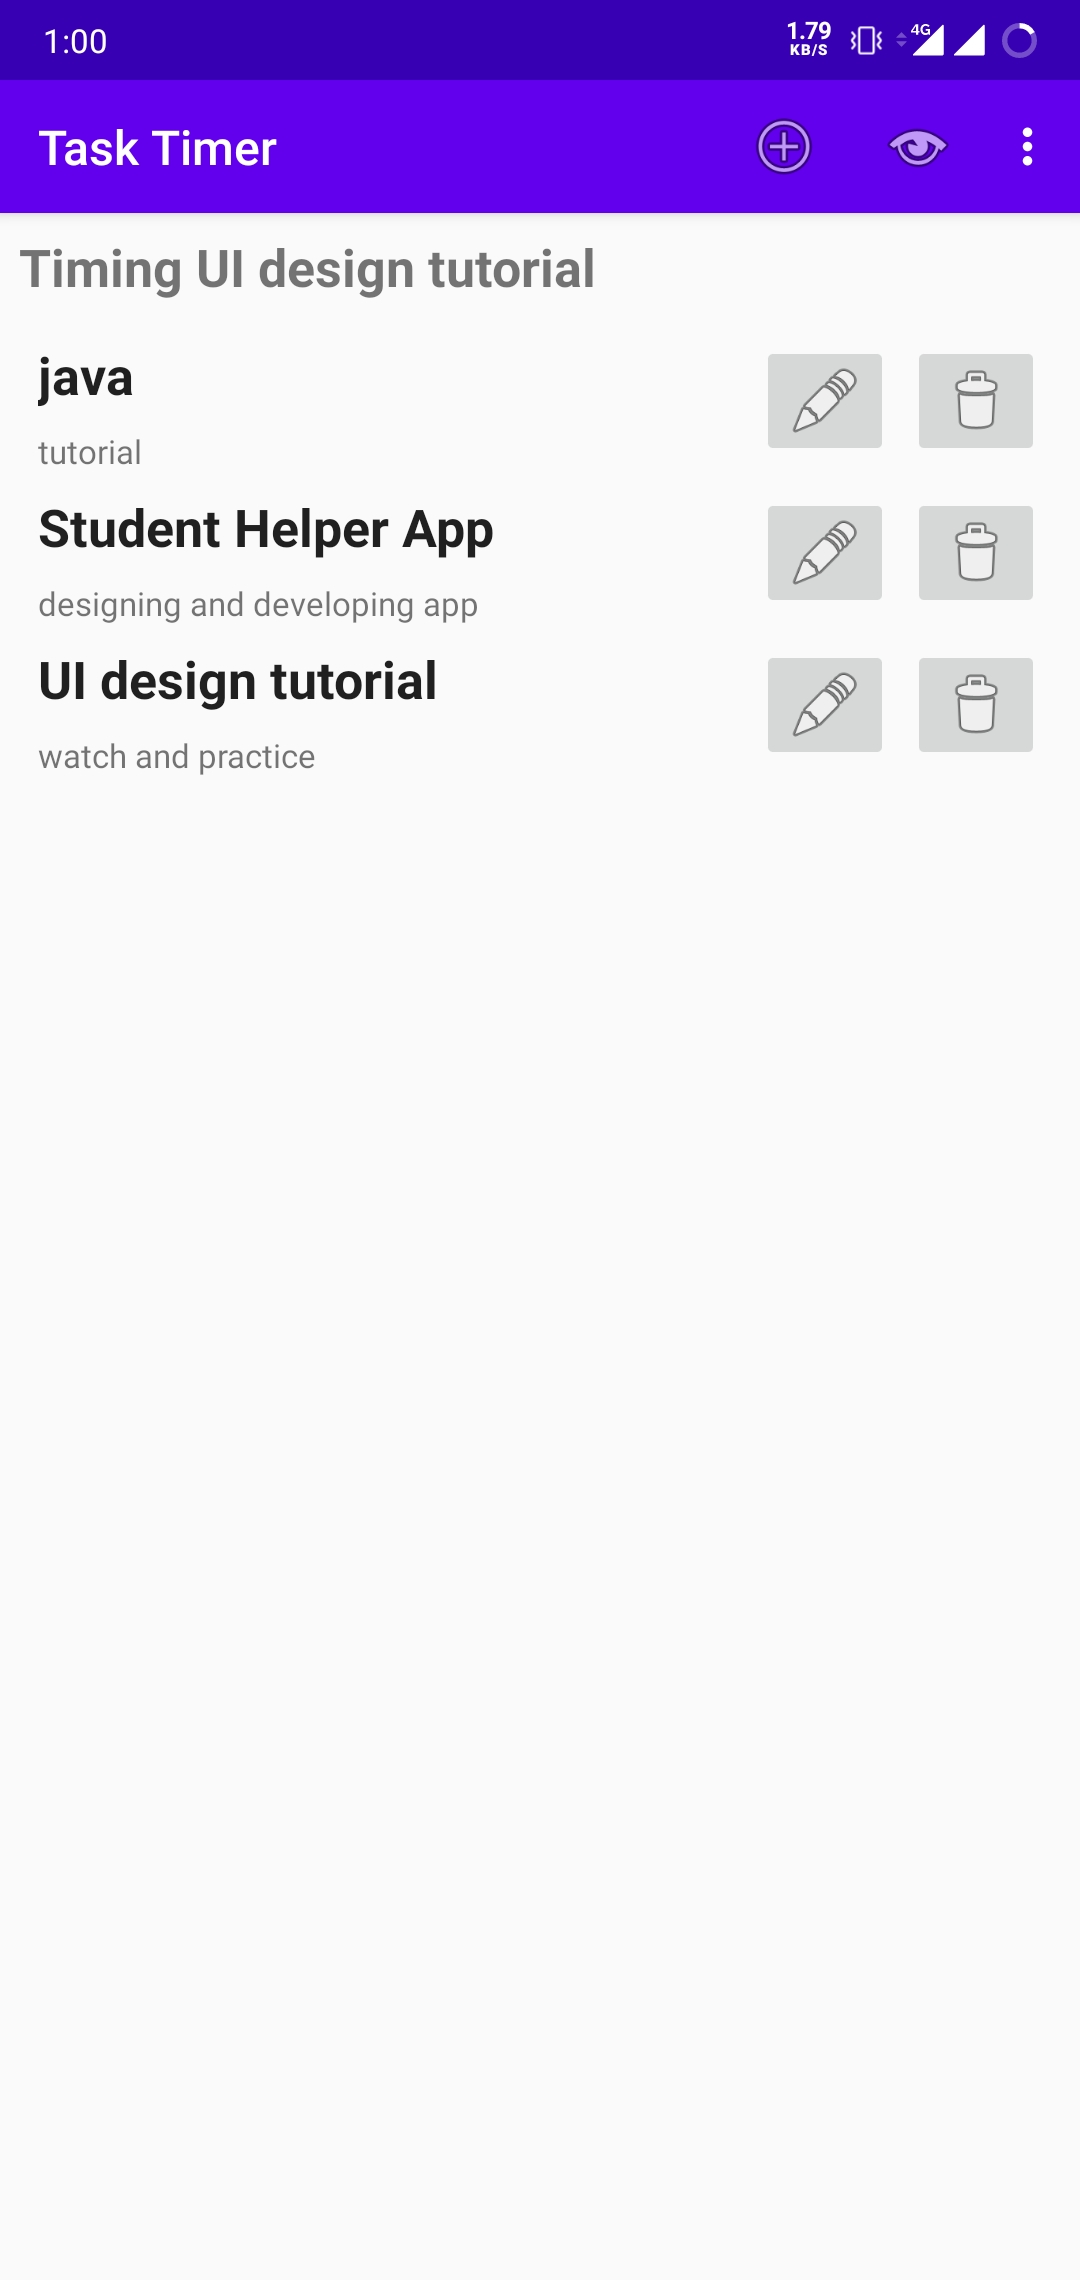 1:00
1.79
KB/S
4G
Task Timer
Timing UI design tutorial
java
tutorial
Student Helper App
designing and developing app
UI design tutorial
watch and practice